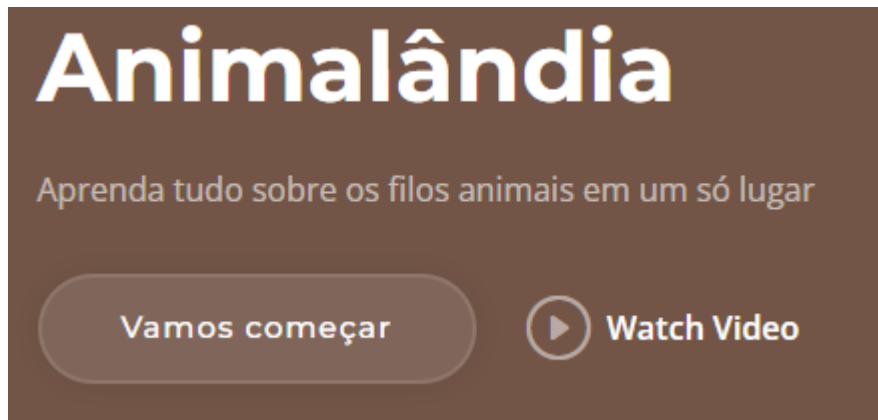 Animalândia
Aprenda tudo sobre os filos animais em um só lugar
Vamos começar
Watch Video